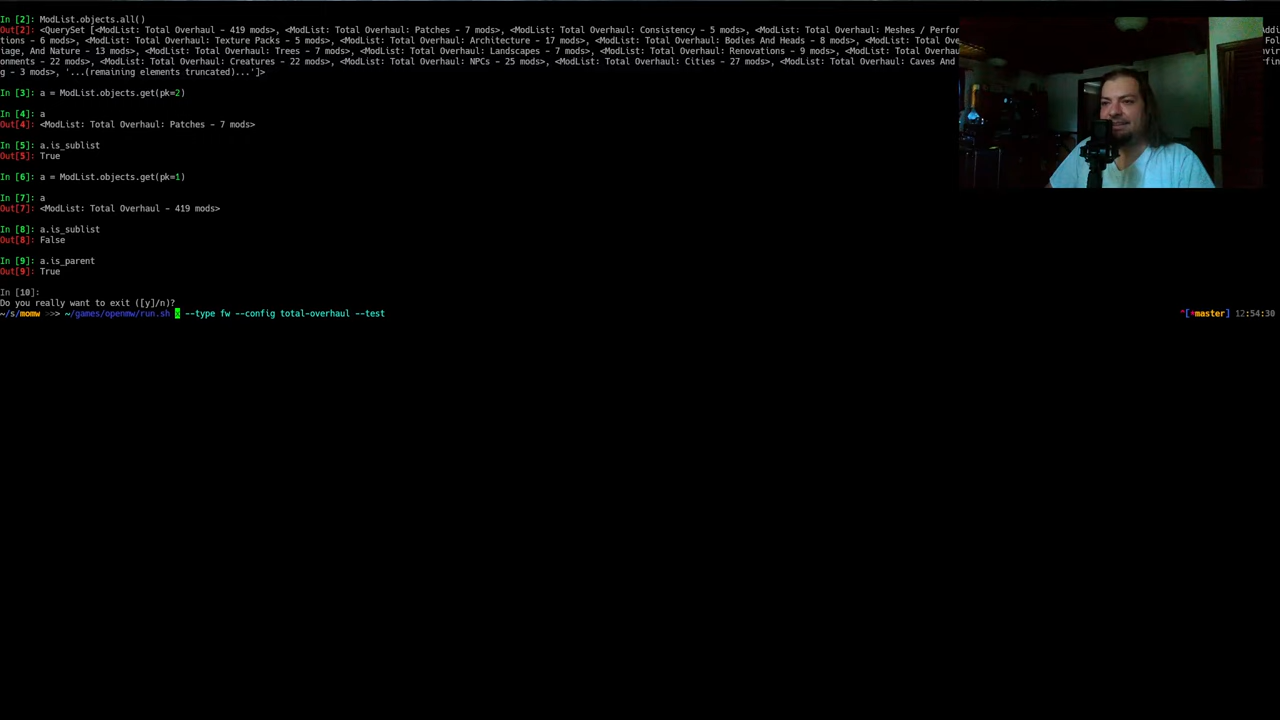 In [2]: ModList.objects.all()
Out[2]: <QuerySet [<ModList: Total Overhaul - 419 mods>, <ModList: Total Overhaul: Patches - 7 mods>, <ModList: Total Overhaul: Consistency - 5 mods>, <ModList: Total Overhaul: Meshes / Perfor
tions - 6 mods>, <ModList: Total Overhaul: Texture Packs - 5 mods>, <ModList: Total Overhaul: Architecture - 17 mods>, <ModList: Total Overhaul: Bodies And Heads - 8 mods>, <ModList: Total Ove
iage, And Nature - 13 mods>, <ModList: Total Overhaul: Trees - 7 mods>, <ModList: Total Overhaul: Landscapes - 7 mods>, <ModList: Total Overhaul: Renovations - 9 mods>, <ModList: Total Overhau
onments - 22 mods>, <ModList: Total Overhaul: Creatures - 22 mods>, <ModList: Total Overhaul: NPCs - 25 mods>, <ModList: Total Overhaul: Cities - 27 mods>, <ModList: Total Overhaul: Caves And
g - 3 mods>, '...(remaining elements truncated)...']>
In [3]: a = ModList.objects.get(pk=2)
In [4]: a
Out[4]: <ModList: Total Overhaul: Patches - 7 mods>
In [5]: a.is_sublist
Out[5]: True
In [6]: a = ModList.objects.get(pk=1)
In [7]: a
Out[7]: <ModList: Total Overhaul - 419 mods>
In [8]: a.is_sublist
Out[8]: False
In [9]: a.is_parent
Out[9]: True
In [10]:
Do you really want to exit ([y]/n)?
~/s/momw >>> ~/games/openmw/run.sh x --type fw --config total-overhaul --test *[*master] 12:54:30